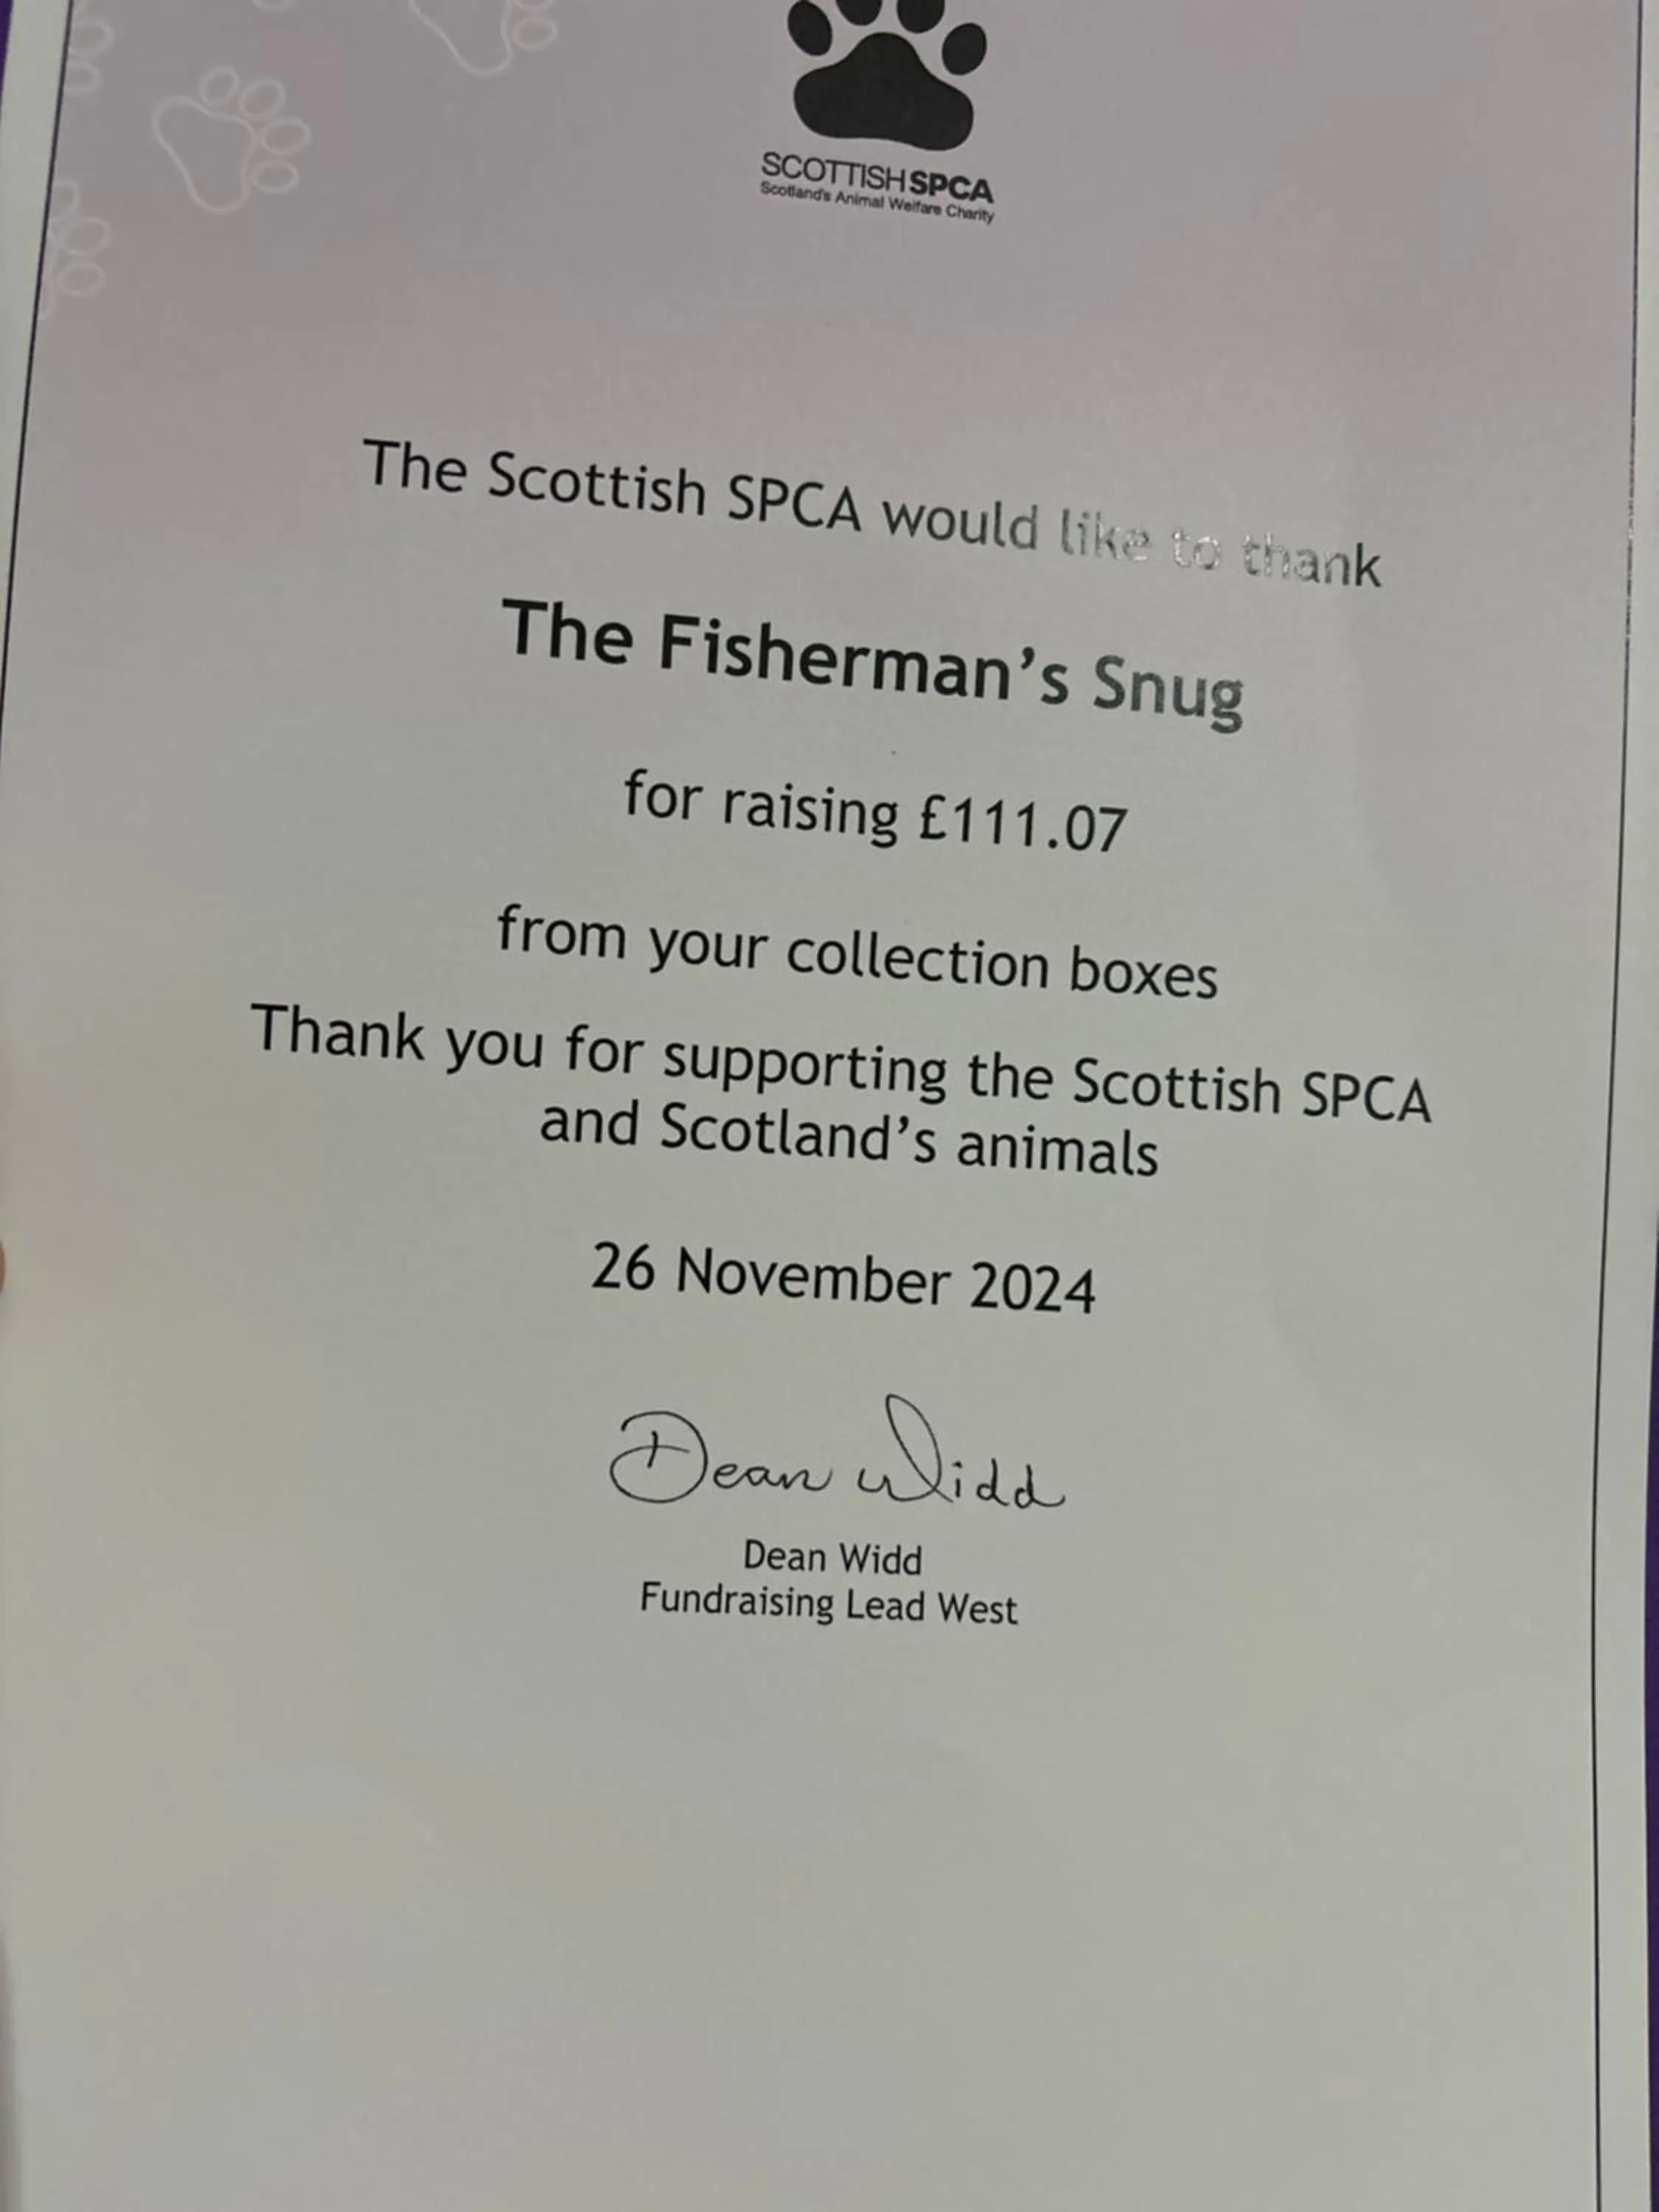 SCOTTISHSPCA
Scotland's Animal Welfare Charity
The Scottish SPCA would like to thank
The Fisherman's Snug
for raising £111.07
from your collection boxes
Thank you for supporting the Scottish SPCA
and Scotland's animals
26 November 2024
Dean Widd
Dean Widd
Fundraising Lead West